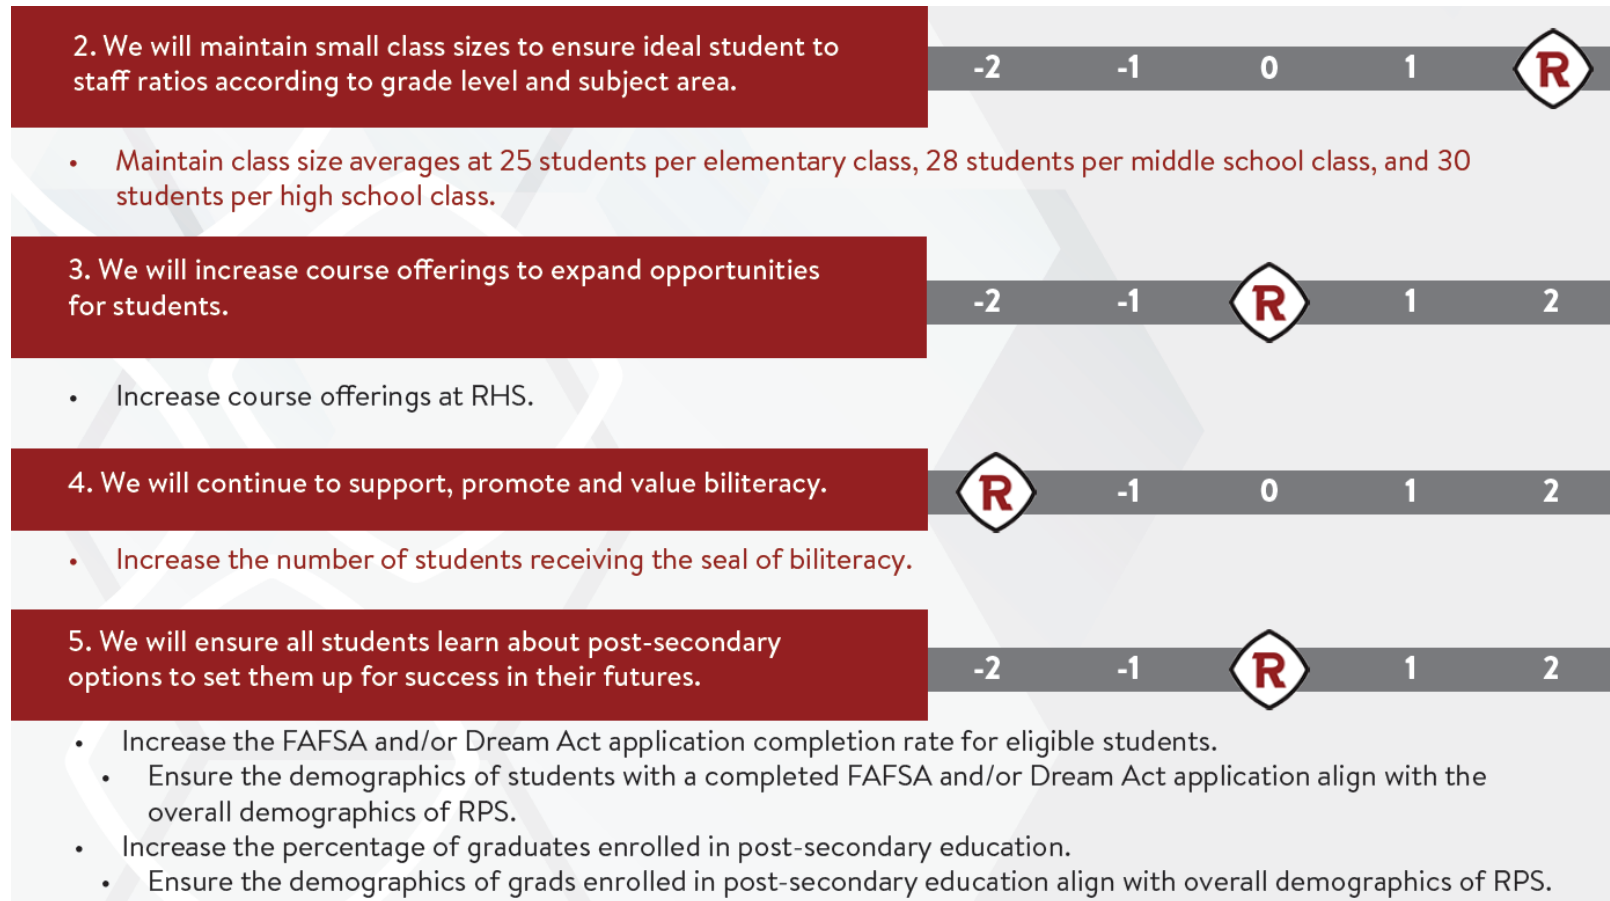 2. We will maintain small class sizes to ensure ideal student to
staff ratios according to grade level and subject area.
-2 -1 0 1 R
• Maintain class size averages at 25 students per elementary class, 28 students per middle school class, and 30
students per high school class.
3. We will increase course offerings to expand opportunities
for students.
-2 -1 R 1 2
• Increase course offerings at RHS.
4. We will continue to support, promote and value biliteracy.
R -1 0 1 2
• Increase the number of students receiving the seal of biliteracy.
5. We will ensure all students learn about post-secondary
options to set them up for success in their futures.
-2 -1 R 1 2
• Increase the FAFSA and/or Dream Act application completion rate for eligible students.
• Ensure the demographics of students with a completed FAFSA and/or Dream Act application align with the
overall demographics of RPS.
• Increase the percentage of graduates enrolled in post-secondary education.
• Ensure the demographics of grads enrolled in post-secondary education align with overall demographics of RPS.